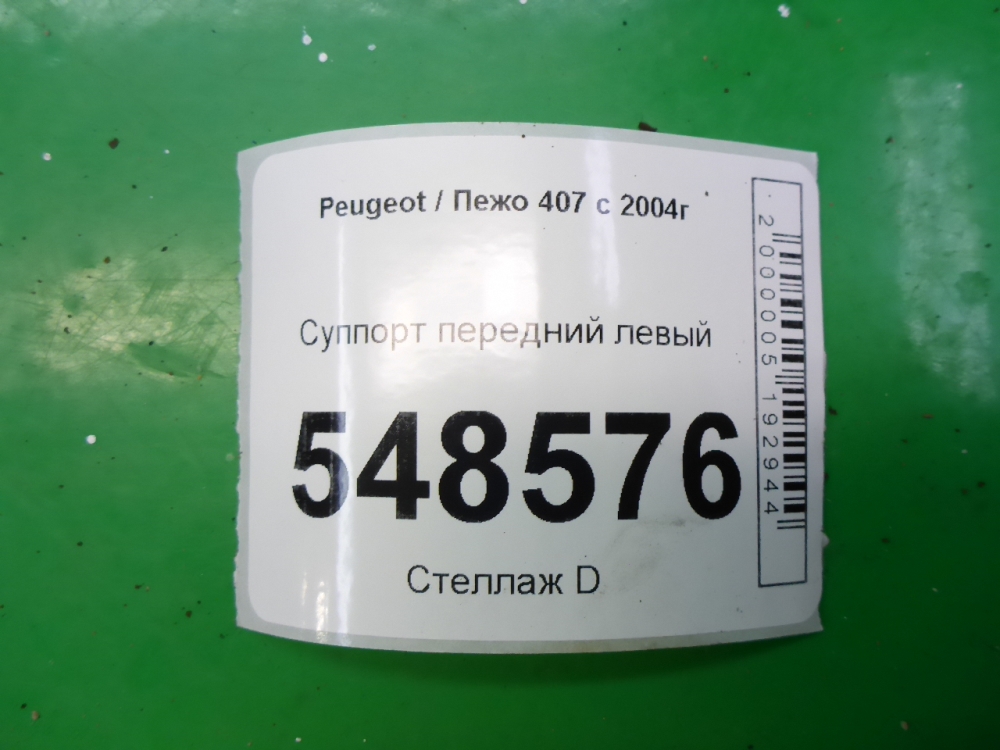 Peugeot / Пежо 407 с 2004г
Суппорт передний левый
548576
Стеллаж D
2000005192944